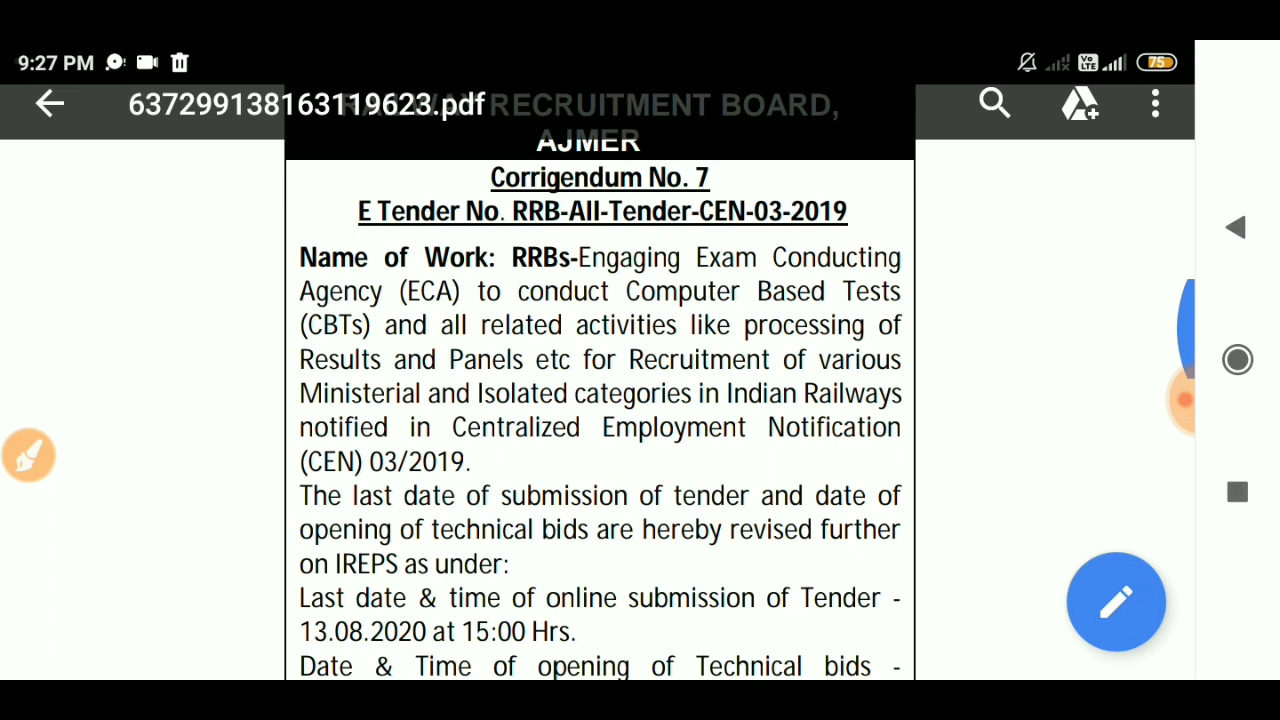 9:27 PM
75
637299138163119623.pdf
RAILWAY RECRUITMENT BOARD,
AJMER
Corrigendum No. 7
E Tender No. RRB-All-Tender-CEN-03-2019
Name of Work: RRBs-Engaging Exam Conducting
Agency (ECA) to conduct Computer Based Tests
(CBTs) and all related activities like processing of
Results and Panels etc for Recruitment of various
Ministerial and Isolated categories in Indian Railways
notified in Centralized Employment Notification
(CEN) 03/2019.
The last date of submission of tender and date of
opening of technical bids are hereby revised further
on IREPS as under:
Last date & time of online submission of Tender -
13.08.2020 at 15:00 Hrs.
Date & Time of opening of Technical bids -